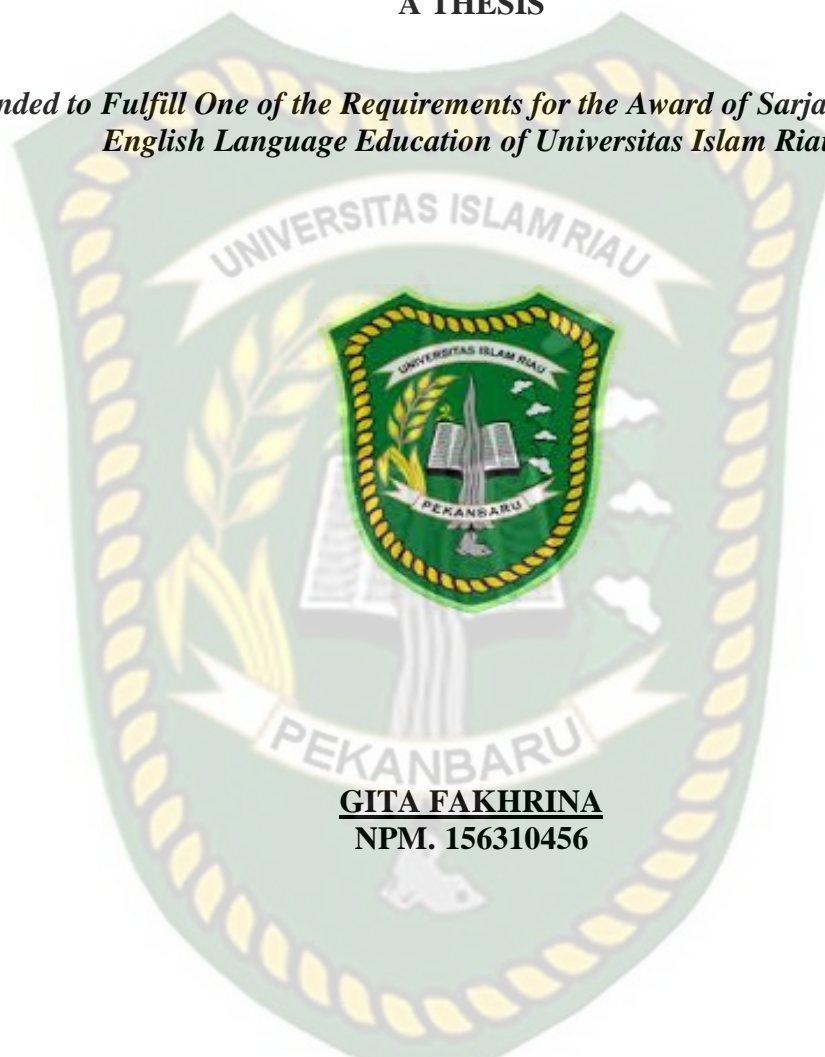 A THESIS
nded to Fulfill One of the Requirements for the Award of Sarja
English Language Education of Universitas Islam Riau
UNIVERSITAS ISLAM RIAU
UNIVERSITAS ISLAM RIAU
PEKANBARU
PEKANBARU
GITA FAKHRINA
NPM. 156310456